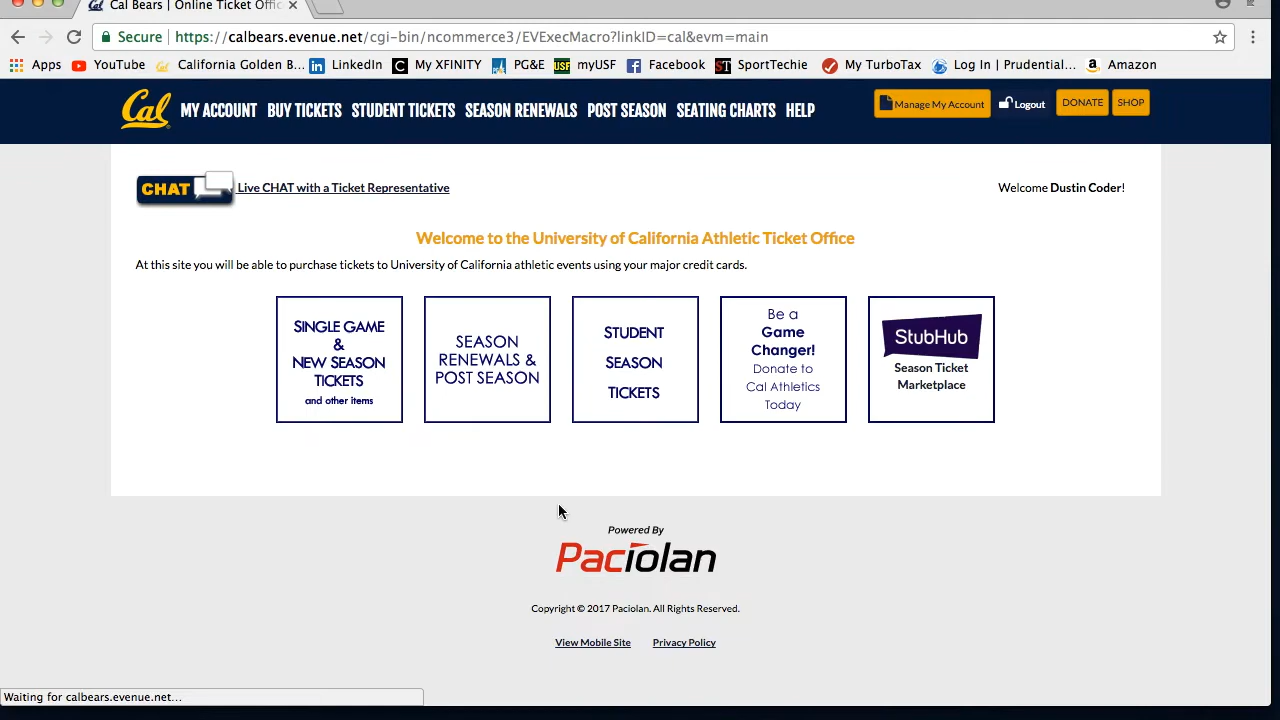 Cal Bears | Online Ticket Offic
Secure https://calbears.evenue.net/cgi-bin/ncommerce3/EVExecMacro?linkID=cal&evm=main
Apps YouTube California Golden B... LinkedIn My XFINITY PG&E myUSF Facebook SportTechie My TurboTax Log In | Prudential... Amazon
Cal MY ACCOUNT BUY TICKETS STUDENT TICKETS SEASON RENEWALS POST SEASON SEATING CHARTS HELP Manage My Account Logout DONATE SHOP
CHAT Live CHAT with a Ticket Representative
Welcome Dustin Coder!
Welcome to the University of California Athletic Ticket Office
At this site you will be able to purchase tickets to University of California athletic events using your major credit cards.
SINGLE GAME
&
NEW SEASON
TICKETS
and other items
SEASON
RENEWALS &
POST SEASON
STUDENT
SEASON
TICKETS
Be a
Game
Changer!
Donate to
Cal Athletics
Today
StubHub
Season Ticket
Marketplace
Powered By
Paciolan
Copyright © 2017 Paciolan. All Rights Reserved.
View Mobile Site Privacy Policy
Waiting for calbears.evenue.net...